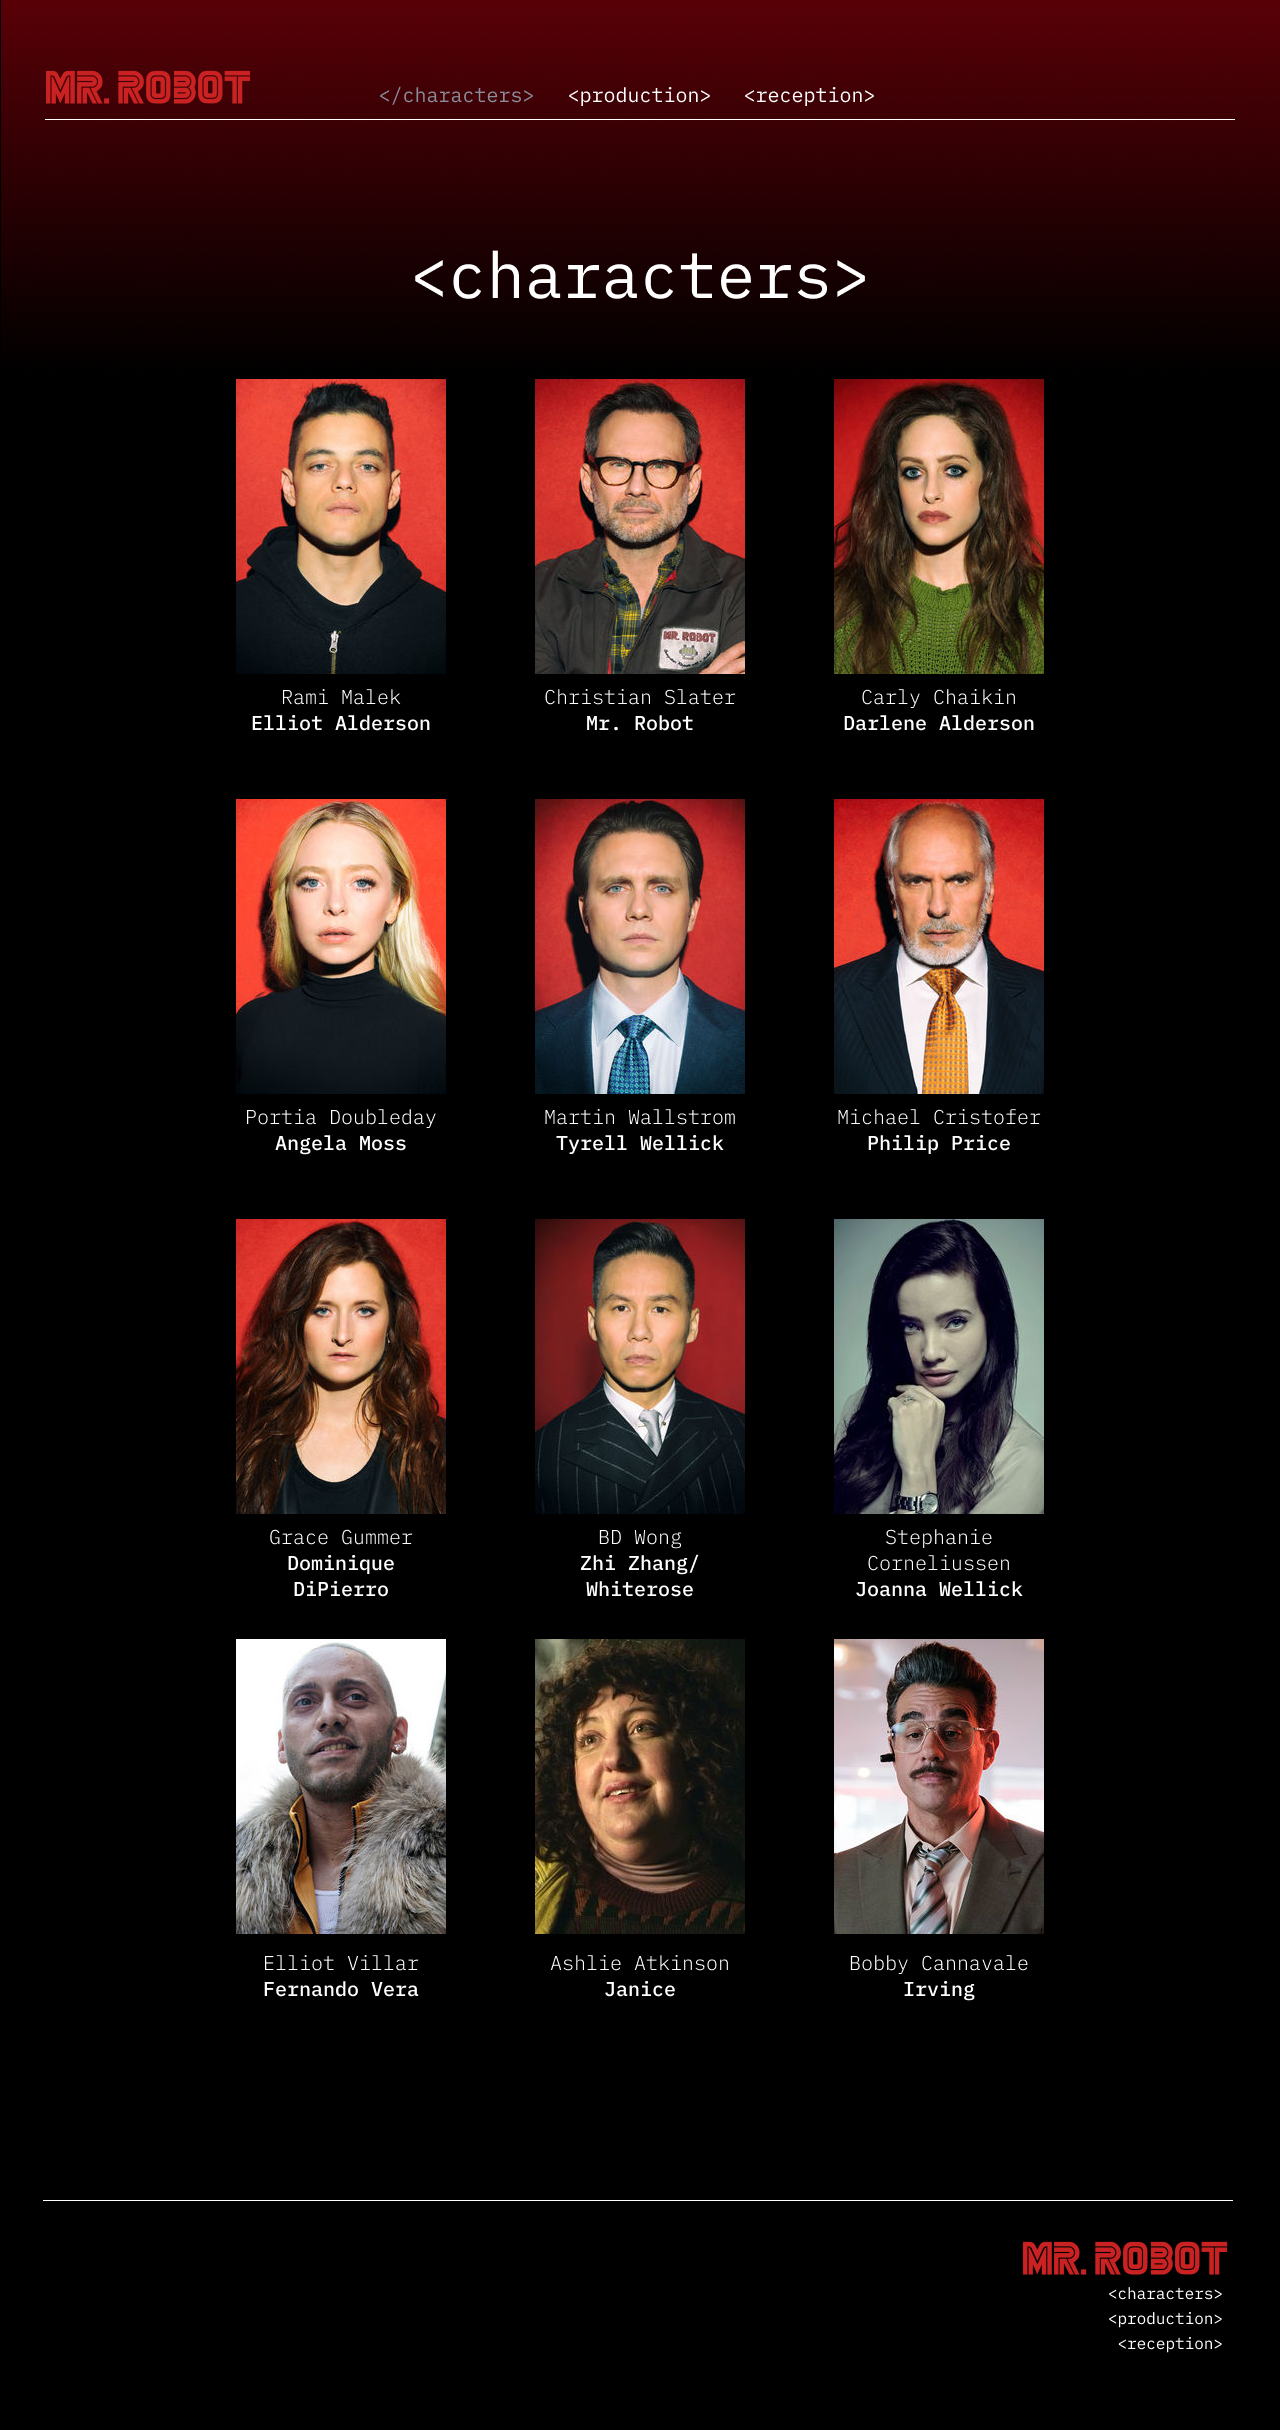 MR. ROBOT
</characters> <production> <reception>
<characters>
MR. ROBOT
Rami Malek
Elliot Alderson
Christian Slater
Mr. Robot
Carly Chaikin
Darlene Alderson
Portia Doubleday
Angela Moss
Martin Wallstrom
Tyrell Wellick
Michael Cristofer
Philip Price
Grace Gummer
Dominique
DiPierro
BD Wong
Zhi Zhang/
Whiterose
Stephanie
Corneliussen
Joanna Wellick
Elliot Villar
Fernando Vera
Ashlie Atkinson
Janice
Bobby Cannavale
Irving
MR. ROBOT
<characters>
<production>
<reception>